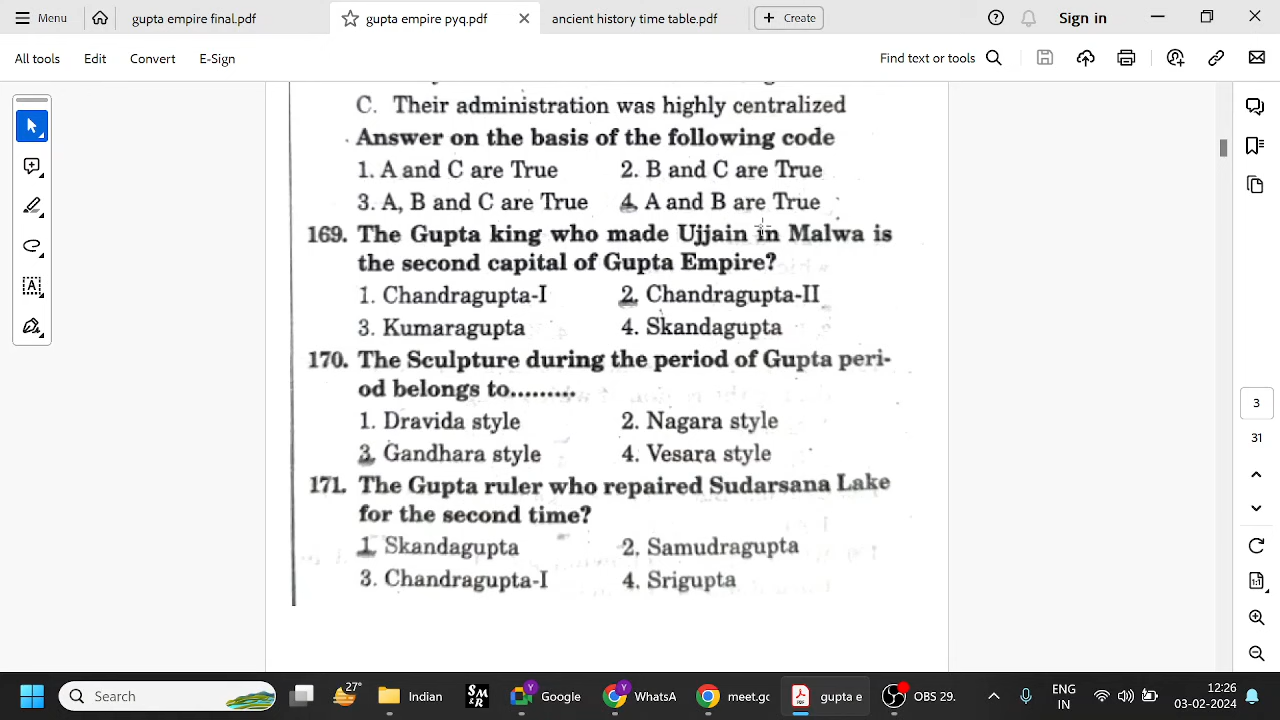 Menu
gupta empire final.pdf
gupta empire pyq.pdf
ancient history time table.pdf
+ Create
Sign in
All tools
Edit
Convert
E-Sign
Find text or tools
C. Their administration was highly centralized
Answer on the basis of the following code
1. A and C are True 2. B and C are True
3. A, B and C are True 4. A and B are True
169. The Gupta king who made Ujjain in Malwa is
the second capital of Gupta Empire?
1. Chandragupta-I 2. Chandragupta-II
3. Kumaragupta 4. Skandagupta
170. The Sculpture during the period of Gupta peri-
od belongs to.........
1. Dravida style 2. Nagara style
3. Gandhara style 4. Vesara style
171. The Gupta ruler who repaired Sudarsana Lake
for the second time?
1. Skandagupta 2. Samudragupta
3. Chandragupta-I 4. Srigupta
3
31
Search
27°
Indian
Google
WhatsA
meet.gc
gupta e
OBS 29
ENG
IN
03-02-202